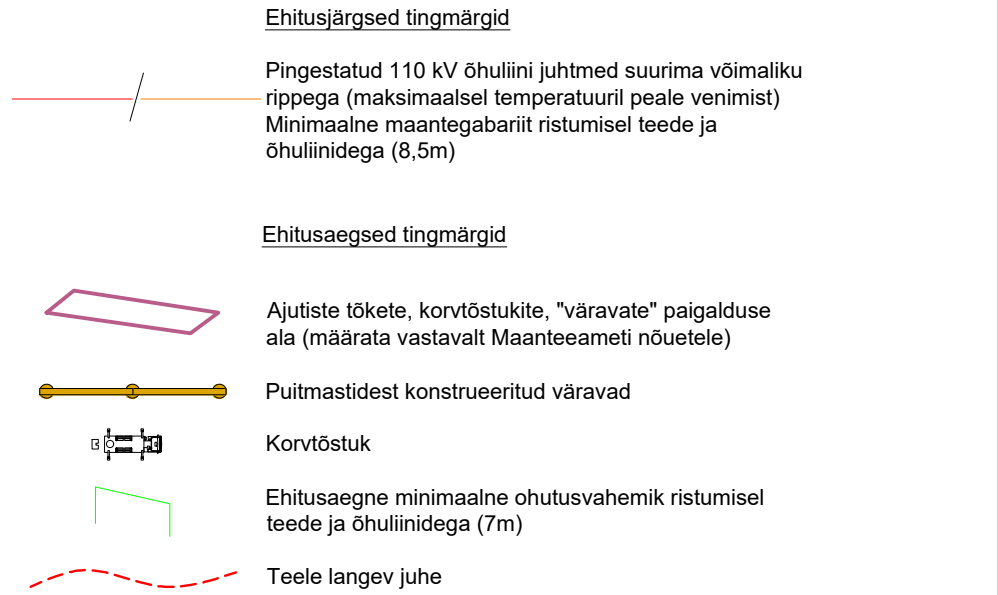 Ehitusjärgsed tingmärgid
Pingestatud 110 kV õhuliini juhtmed suurima võimaliku
rippega (maksimaalsel temperatuuril peale venimist)
Minimaalne maantegabariit ristumisel teede ja
õhuliinidega (8,5m)
Ehitusaegsed tingmärgid
Ajutiste tõkete, korvtõstukite, "väravate" paigalduse
ala (määrata vastavalt Maanteeameti nõuetele)
Puitmastidest konstrueeritud väravad
Korvtõstuk
Ehitusaegne minimaalne ohutusvahemik ristumisel
teede ja õhuliinidega (7m)
Teele langev juhe